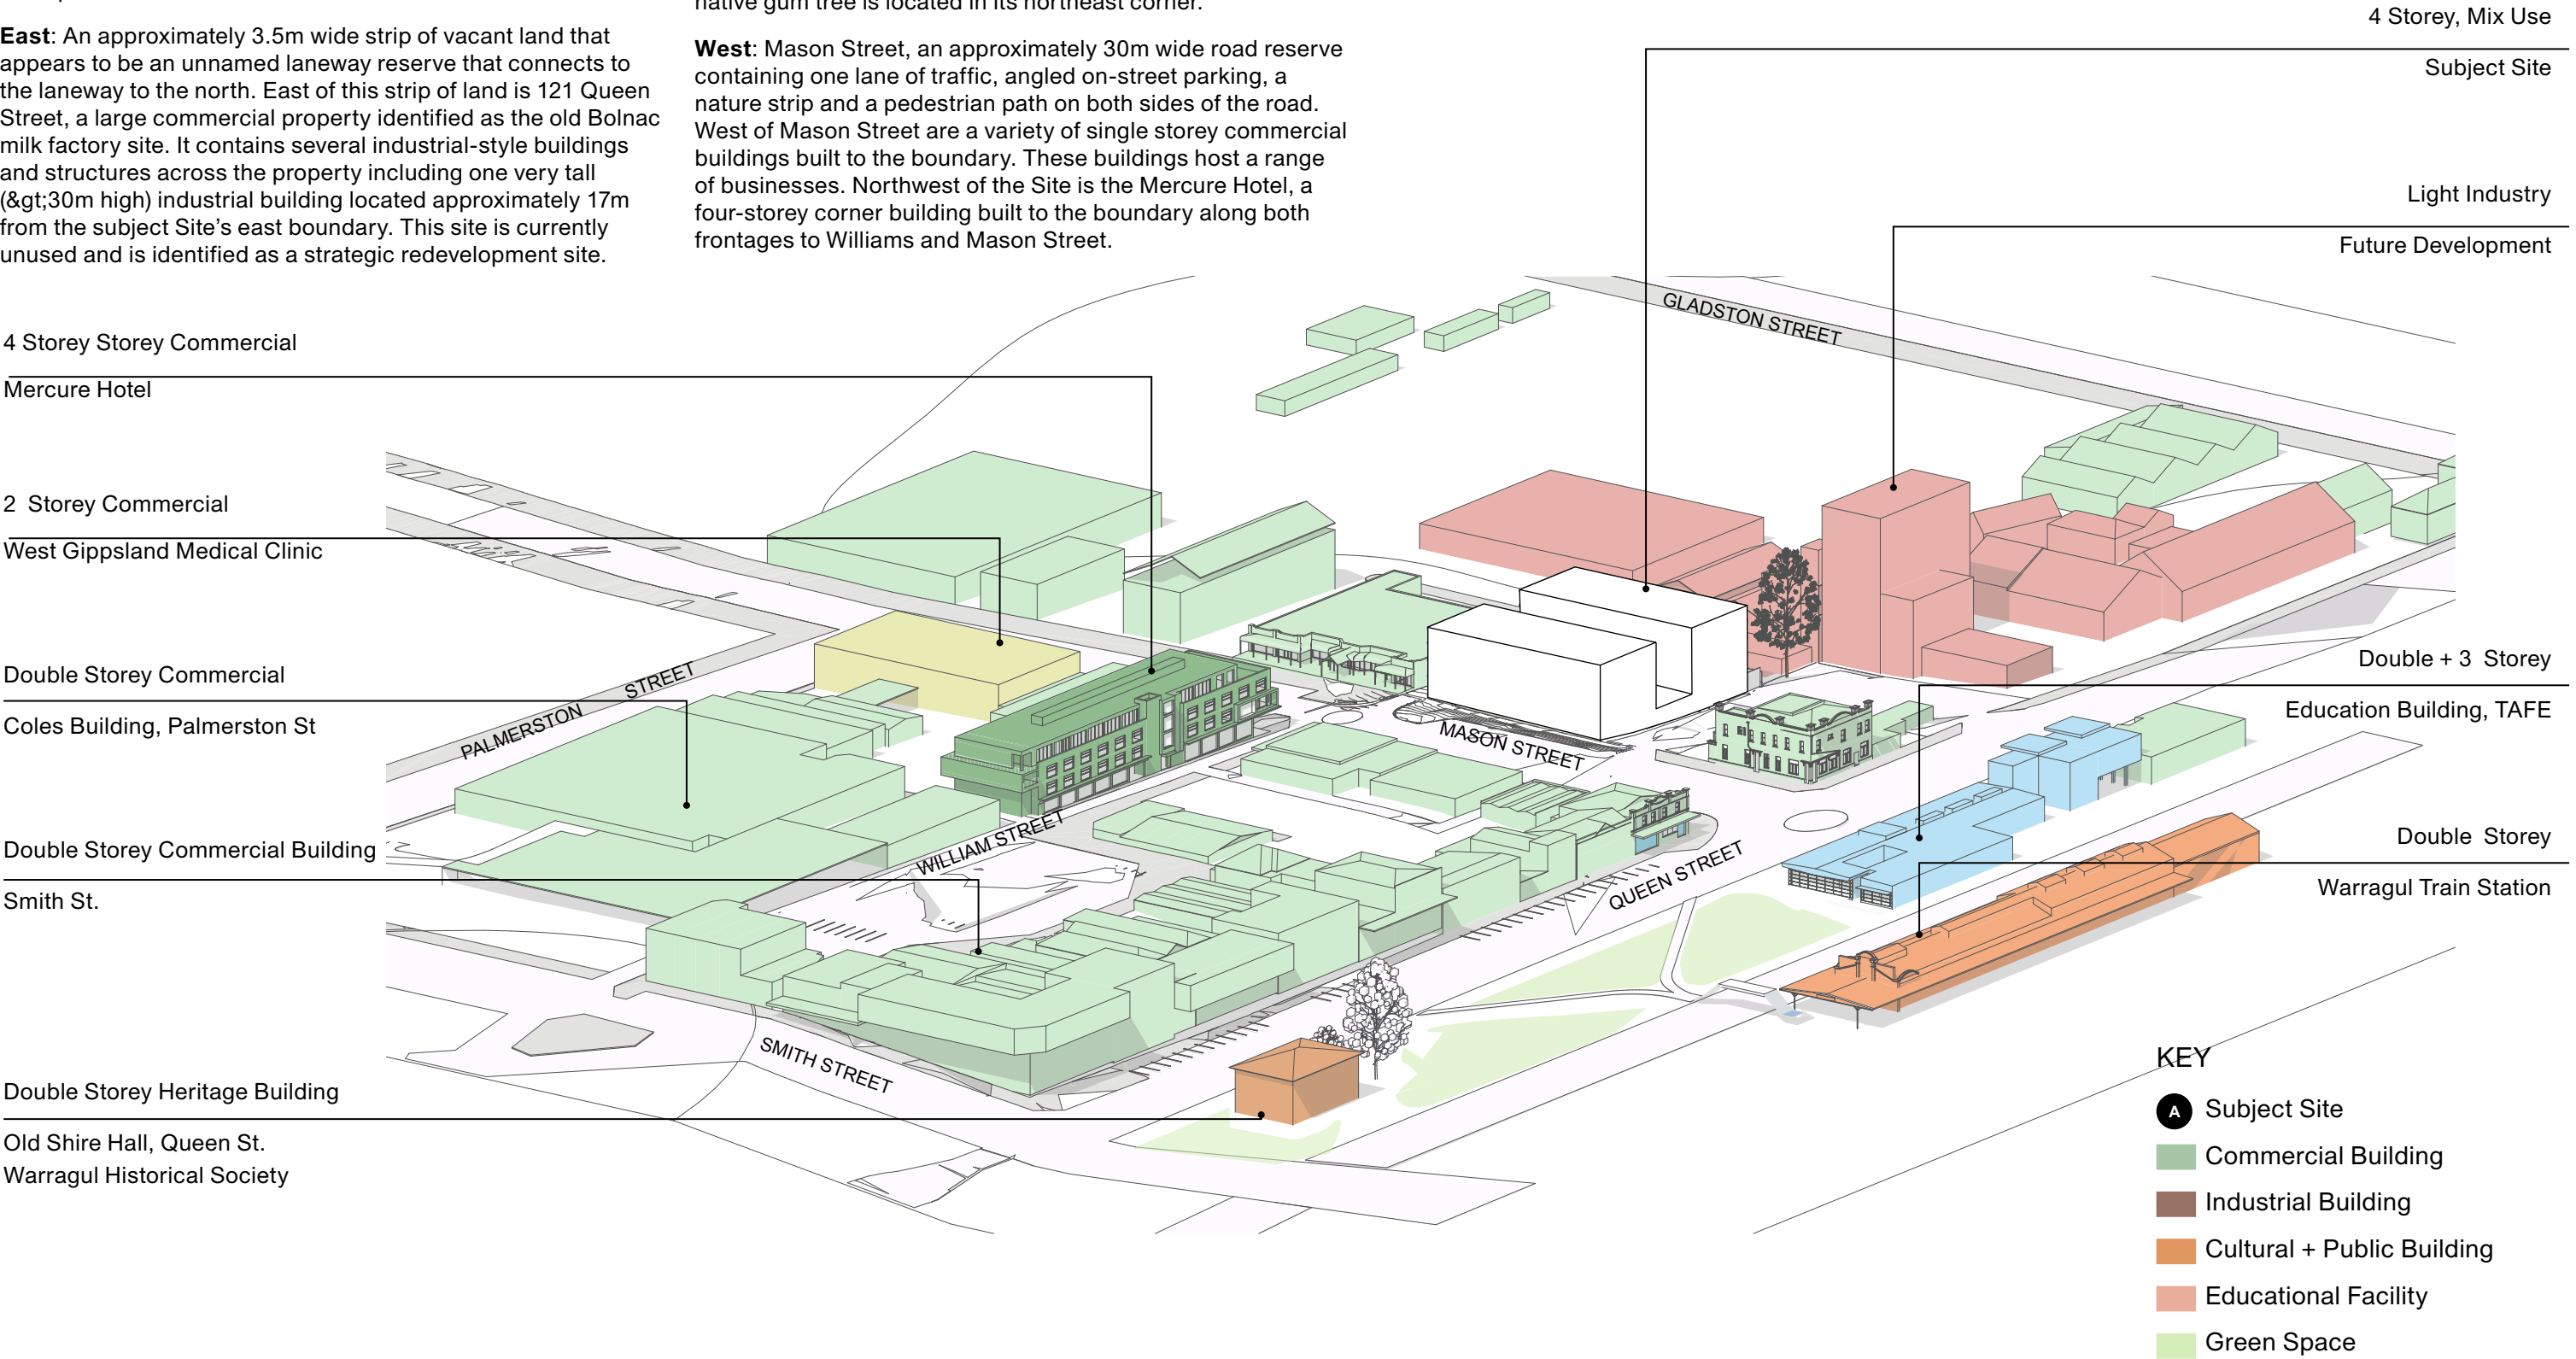 native gum tree is located in its northeast corner.
East: An approximately 3.5m wide strip of vacant land that
appears to be an unnamed laneway reserve that connects to
the laneway to the north. East of this strip of land is 121 Queen
Street, a large commercial property identified as the old Bolnac
milk factory site. It contains several industrial-style buildings
and structures across the property including one very tall
(&gt;30m high) industrial building located approximately 17m
from the subject Site's east boundary. This site is currently
unused and is identified as a strategic redevelopment site.
West: Mason Street, an approximately 30m wide road reserve
containing one lane of traffic, angled on-street parking, a
nature strip and a pedestrian path on both sides of the road.
West of Mason Street are a variety of single storey commercial
buildings built to the boundary. These buildings host a range
of businesses. Northwest of the Site is the Mercure Hotel, a
four-storey corner building built to the boundary along both
frontages to Williams and Mason Street.
4 Storey, Mix Use
Subject Site
Light Industry
Future Development
4 Storey Storey Commercial
Mercure Hotel
2 Storey Commercial
West Gippsland Medical Clinic
Double Storey Commercial
Coles Building, Palmerston St
Double Storey Commercial Building
Smith St.
Double Storey Heritage Building
Old Shire Hall, Queen St.
Warragul Historical Society
GLADSTON STREET
PALMERSTON STREET
MASON STREET
WILLIAM STREET
QUEEN STREET
SMITH STREET
Double + 3 Storey
Education Building, TAFE
Double Storey
Warragul Train Station
KEY
A Subject Site
Commercial Building
Industrial Building
Cultural + Public Building
Educational Facility
Green Space